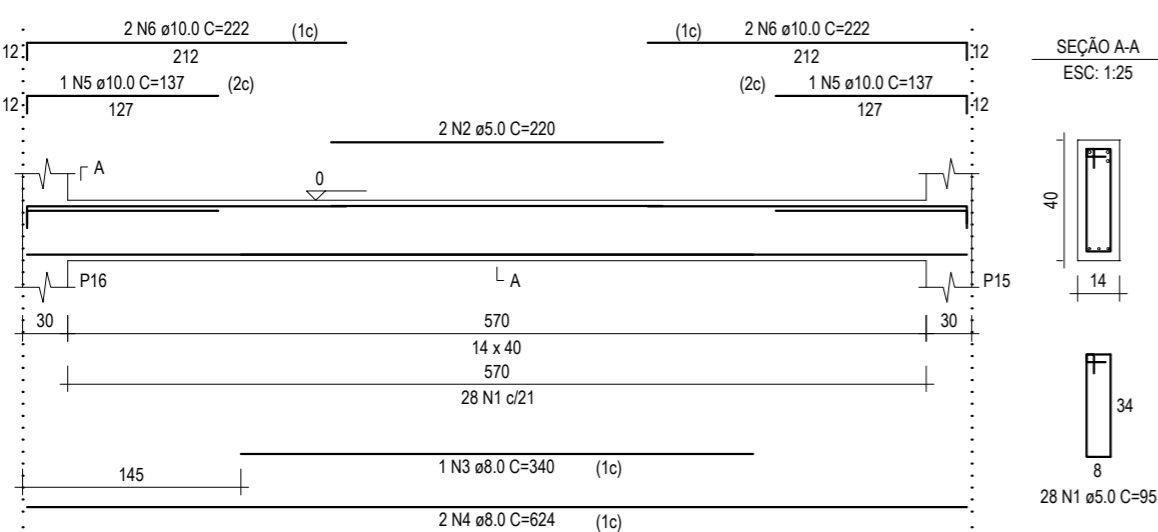 2 N6 ø10.0 C=222 (1c)
(1c) 2 N6 ø10.0 C=222
12
212
212
12
SEÇÃO A-A
ESC: 1:25
1 N5 ø10.0 C=137 (2c)
(2c) 1 N5 ø10.0 C=137
12
127
127
12
2 N2 ø5.0 C=220
A
0
40
14
P16
A
P15
30
570
30
14 x 40
570
28 N1 c/21
34
8
28 N1 ø5.0 C=95
145
1 N3 ø8.0 C=340 (1c)
2 N4 ø8.0 C=624 (1c)